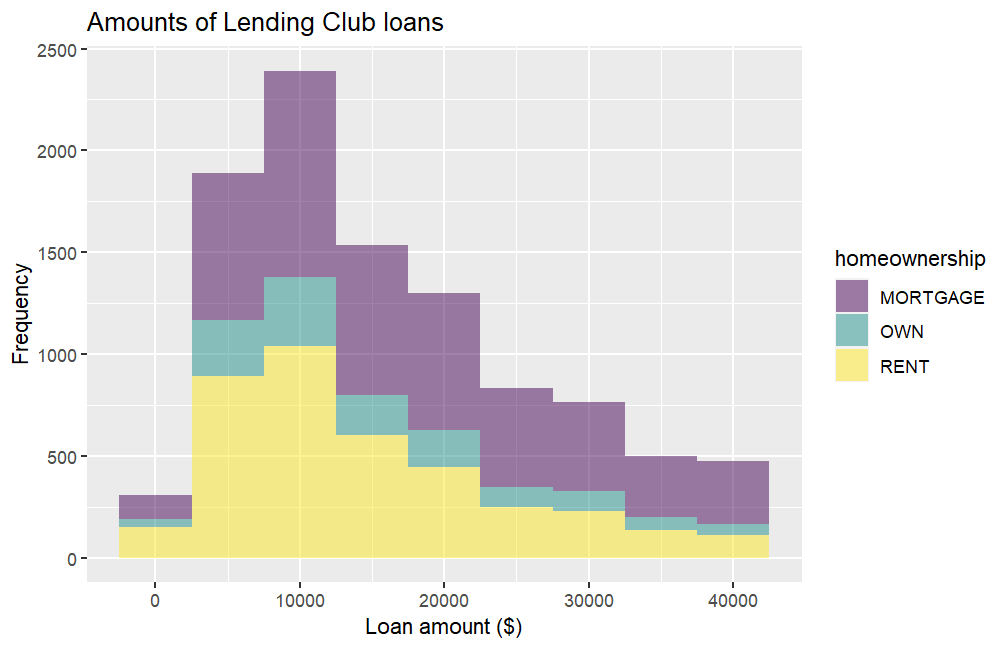 Amounts of Lending Club loans
2500
2000
1500
1000
500
0
Frequency
0 10000 20000 30000 40000
Loan amount ($)
homeownership
MORTGAGE
OWN
RENT